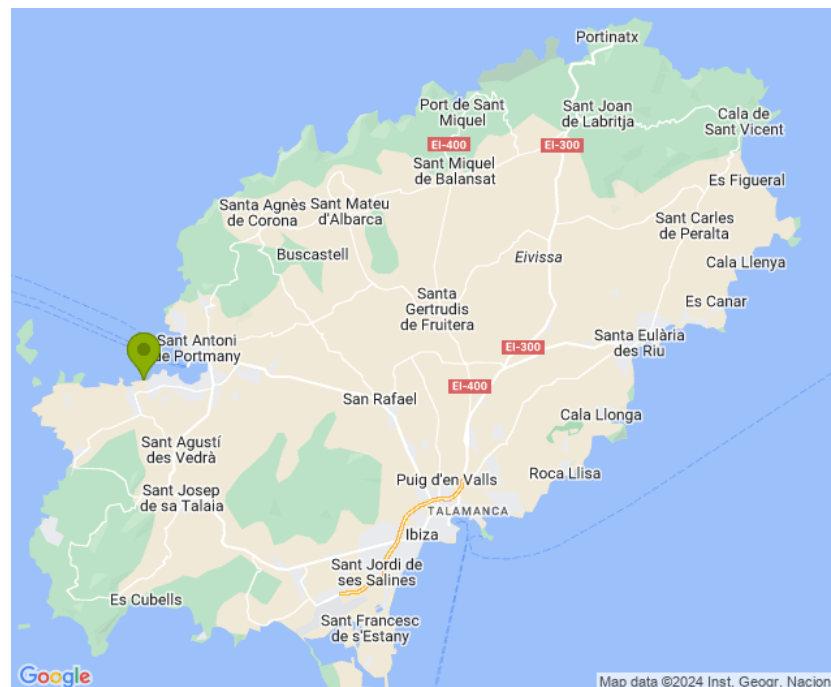 Portinatx
Port de Sant
Miquel
Sant Joan
de Labritja
Cala de
Sant Vicent
EI-400
EI-300
Sant Miquel
de Balansat
Es Figueral
Santa Agnès
de Corona
Sant Mateu
d'Albarca
Sant Carles
de Peralta
Buscastell
Eivissa
Cala Llenya
Santa
Gertrudis
de Fruitera
Es Canar
Sant Antoni
de Portmany
Santa Eulària
des Riu
EI-300
EI-400
San Rafael
Cala Llonga
Sant Agustí
des Vedrà
Roca Llisa
Puig d'en Valls
Sant Josep
de sa Talaia
TALAMANCA
Ibiza
Sant Jordi de
ses Salines
Es Cubells
Sant Francesc
de s'Estany
Google
Map data ©2024 Inst. Geogr. Nacion